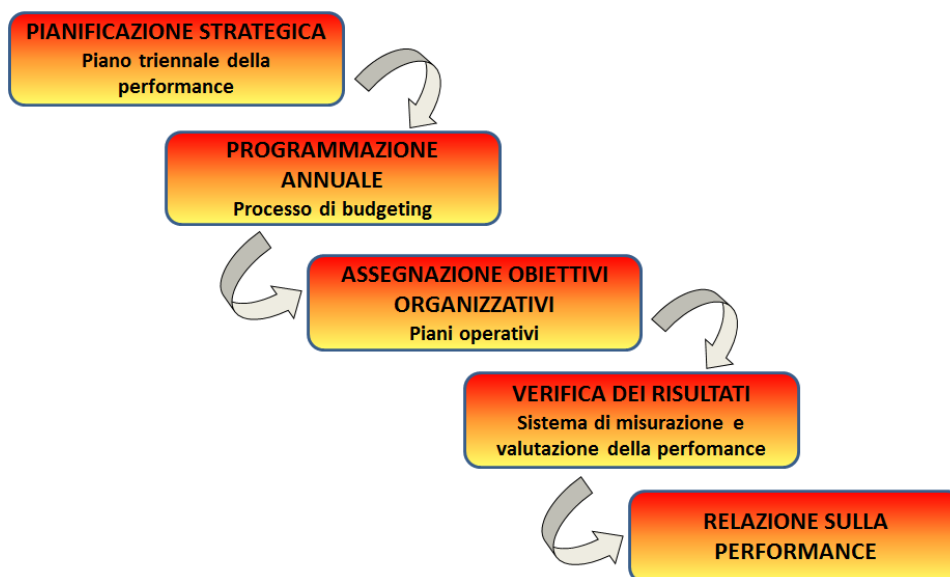 PIANIFICAZIONE STRATEGICA
Piano triennale della
performance
PROGRAMMAZIONE
ANNUALE
Processo di budgeting
ASSEGNAZIONE OBIETTIVI
ORGANIZZATIVI
Piani operativi
VERIFICA DEI RISULTATI
Sistema di misurazione e
valutazione della perfomance
RELAZIONE SULLA
PERFORMANCE